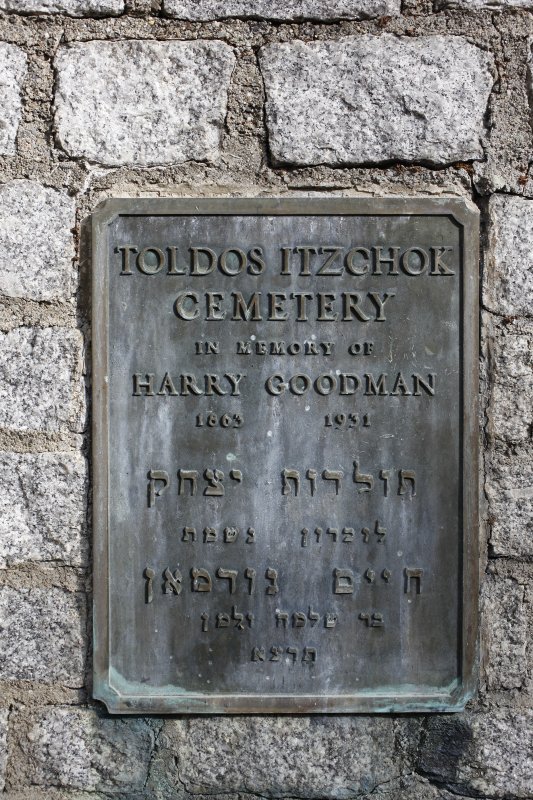 TOLDOS ITZCHOK
CEMETERY
IN MEMORY OF
HARRY GOODMAN
1863 1931
תולדות יצחק
לזכרון נשמת
חיים גודמאן
בר שלמה זלמן
תרצא